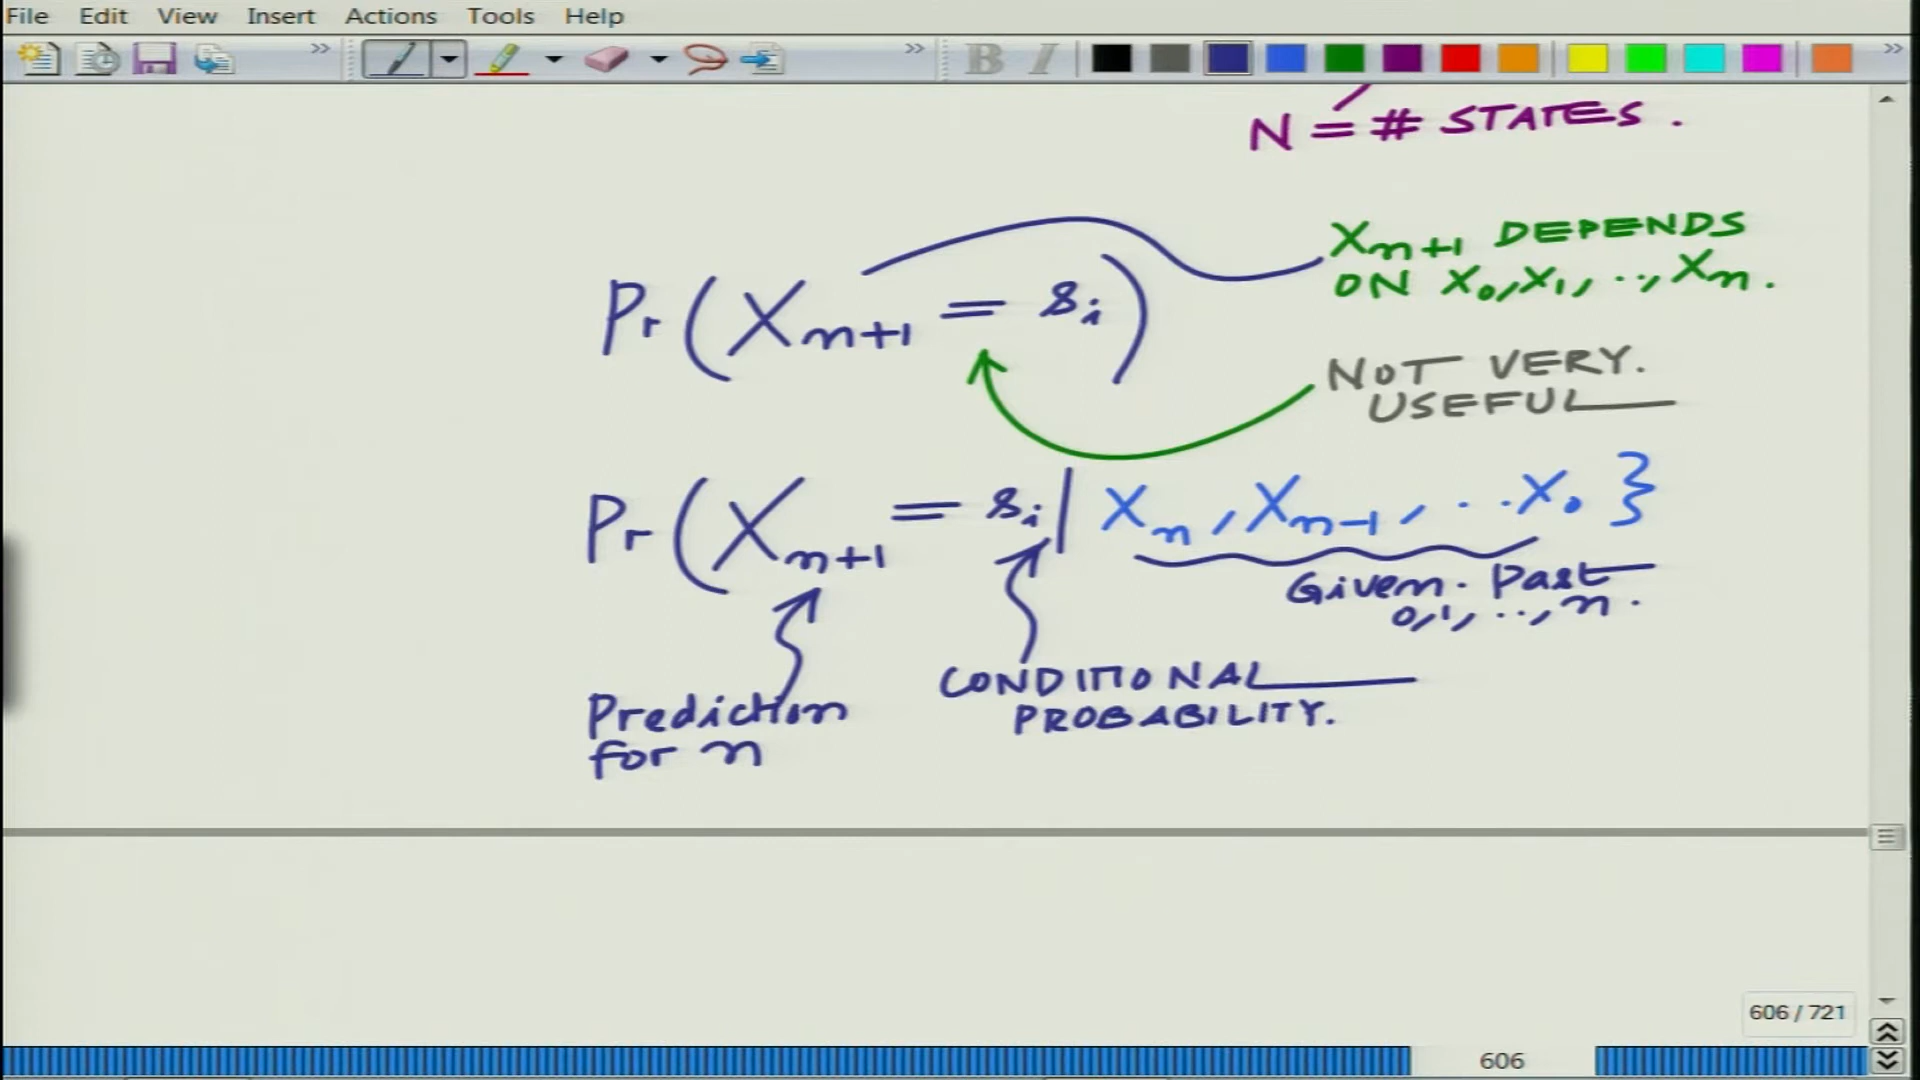 File Edit View Insert Actions Tools Help
B I
N = # STATES.
Xn+1 DEPENDS
ON X0, X1, .., Xn.
Pr(Xn+1 = si)
NOT VERY.
USEFUL
Pr(Xn+1 = si | Xn, Xn-1, ... X0 }
Given. Past
0,1, .., n.
Prediction
for n
CONDITIONAL
PROBABILITY.
606 / 721
606